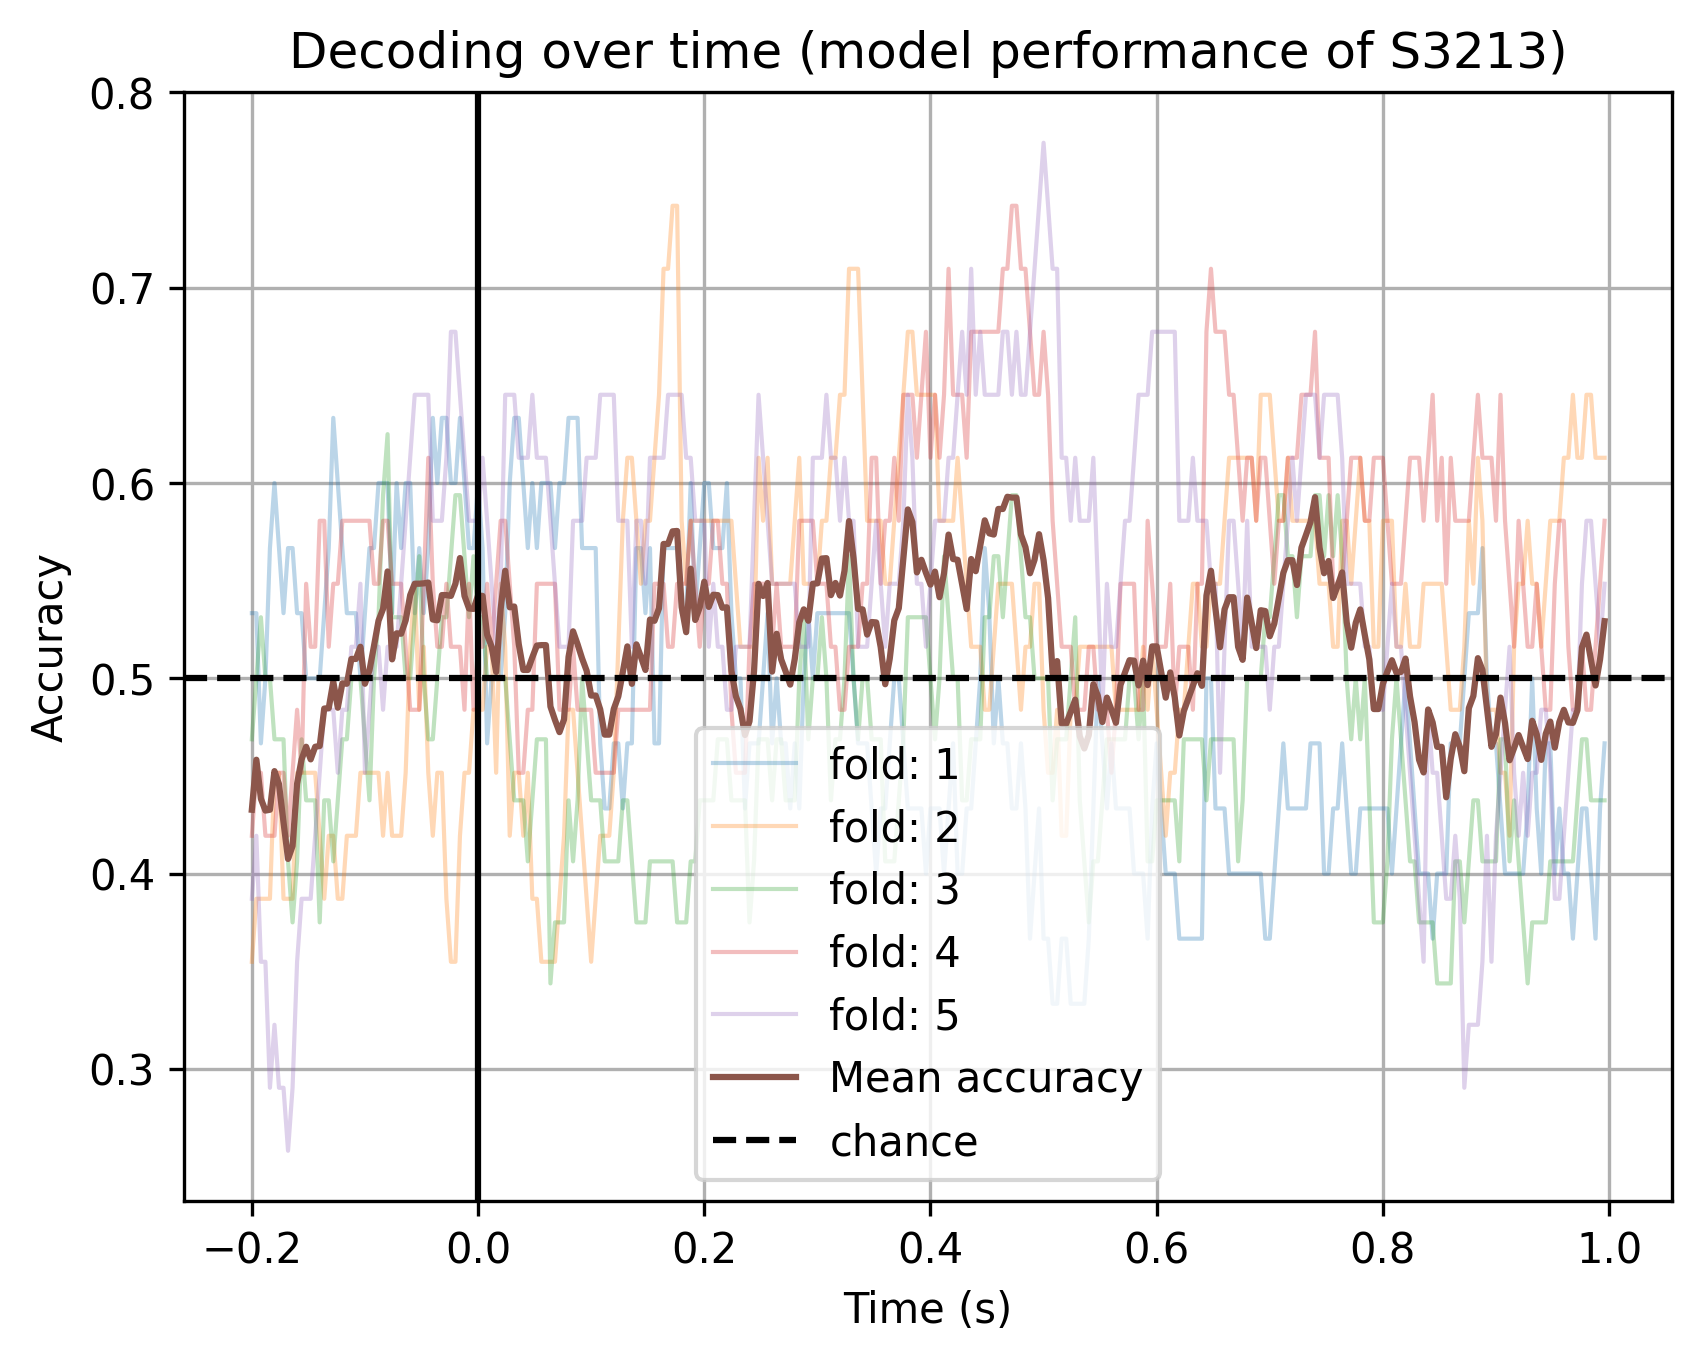 Decoding over time (model performance of S3213)
0.8
0.7
0.6
0.5
0.4
0.3
Accuracy
fold: 1
fold: 2
fold: 3
fold: 4
fold: 5
Mean accuracy
chance
−0.2 0.0 0.2 0.4 0.6 0.8 1.0
Time (s)